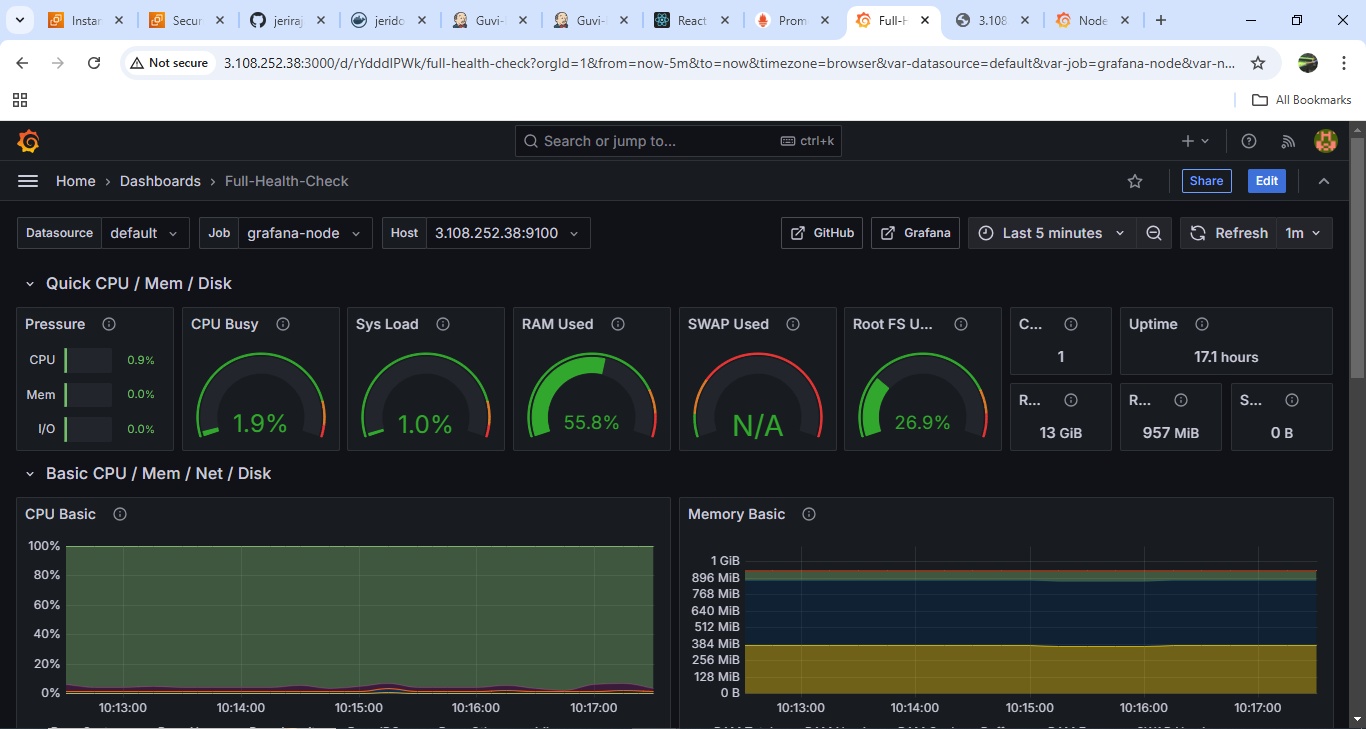 Instar
Secur
jeriraj
jerido
Guvi-
Guvi-
React
Prom
Full-H
3.108
Node
Not secure
3.108.252.38:3000/d/rYdddlPWk/full-health-check?orgId=1&from=now-5m&to=now&timezone=browser&var-datasource=default&var-job=grafana-node&var-n...
All Bookmarks
Search or jump to...
ctrl+k
Home › Dashboards › Full-Health-Check
Share
Edit
Datasource default
Job grafana-node
Host 3.108.252.38:9100
GitHub
Grafana
Last 5 minutes
Refresh
1m
Quick CPU / Mem / Disk
Pressure
CPU 0.9%
Mem 0.0%
I/O 0.0%
CPU Busy
1.9%
Sys Load
1.0%
RAM Used
55.8%
SWAP Used
N/A
Root FS U...
26.9%
C...
1
Uptime
17.1 hours
R...
13 GiB
R...
957 MiB
S...
0 B
Basic CPU / Mem / Net / Disk
CPU Basic
100%
80%
60%
40%
20%
0%
10:13:00 10:14:00 10:15:00 10:16:00 10:17:00
Memory Basic
1 GiB
896 MiB
768 MiB
640 MiB
512 MiB
384 MiB
256 MiB
128 MiB
0 B
10:13:00 10:14:00 10:15:00 10:16:00 10:17:00